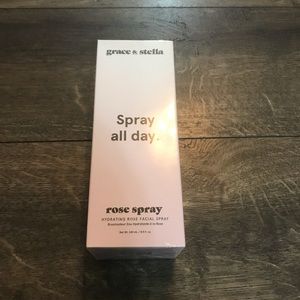 grace & stella
Spray
all day.
rose spray
HYDRATING ROSE FACIAL SPRAY